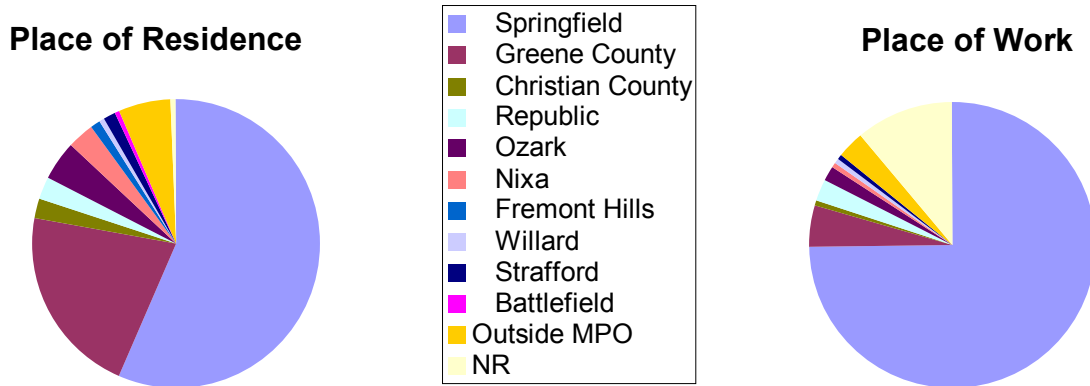 Place of Residence
Springfield
Greene County
Christian County
Republic
Ozark
Nixa
Fremont Hills
Willard
Strafford
Battlefield
Outside MPO
NR
Place of Work